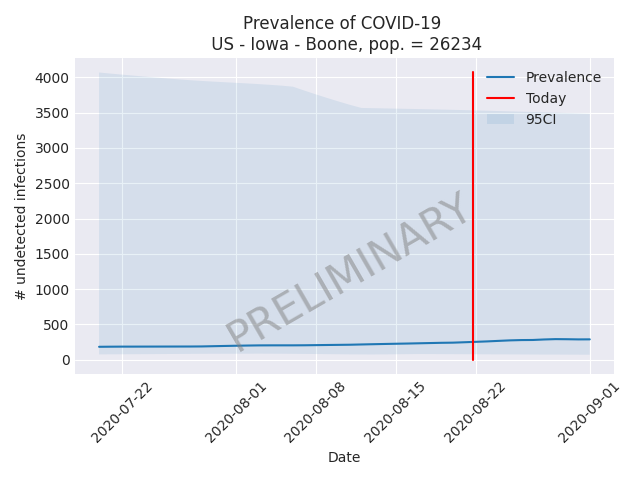 Prevalence of COVID-19
US - Iowa - Boone, pop. = 26234
# undetected infections
4000
3500
3000
2500
2000
1500
1000
500
0
Prevalence
Today
95CI
PRELIMINARY
2020-07-22
2020-08-01
2020-08-08
2020-08-15
2020-08-22
2020-09-01
Date